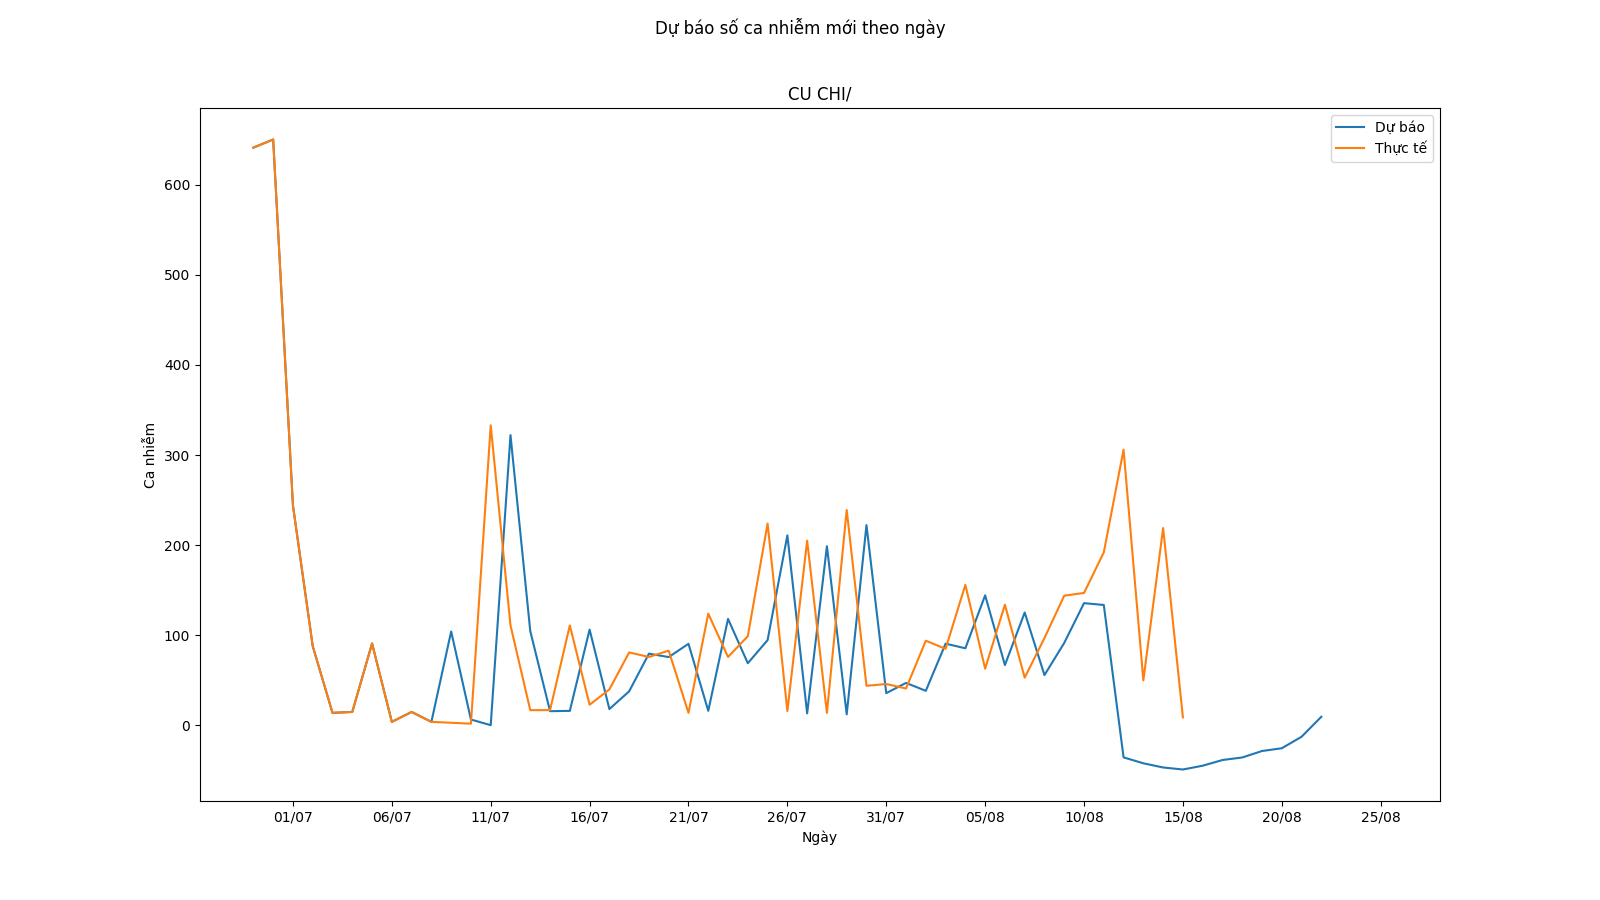 Dự báo số ca nhiễm mới theo ngày
CU CHI/
Dự báo
Thực tế
600
500
400
300
200
100
0
Ca nhiễm
01/07 06/07 11/07 16/07 21/07 26/07 31/07 05/08 10/08 15/08 20/08 25/08
Ngày